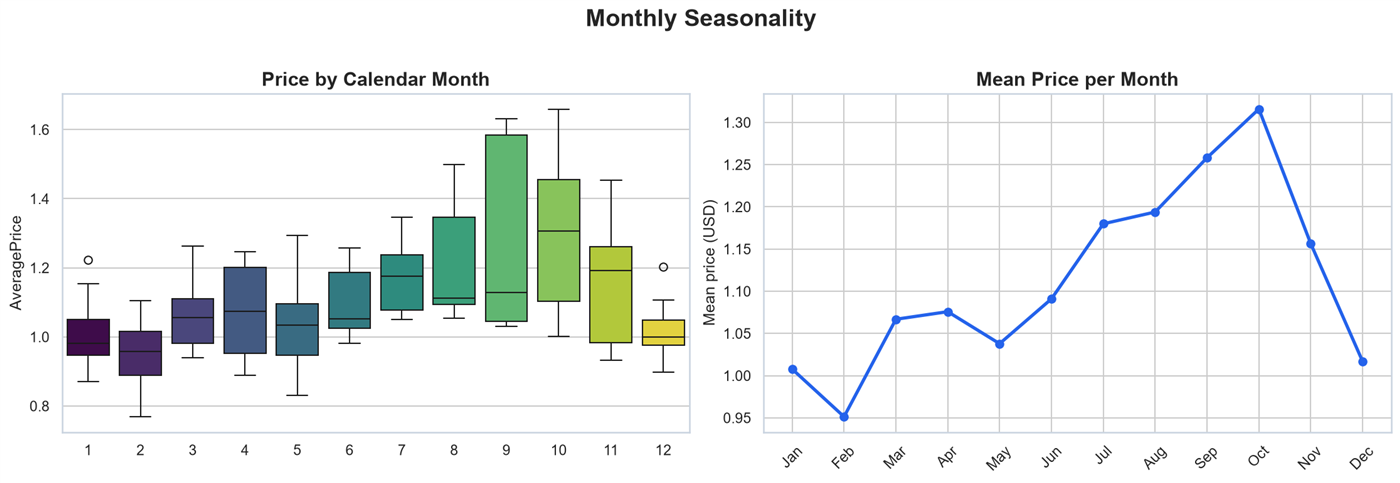 Monthly Seasonality
Price by Calendar Month
AveragePrice
1.6
1.4
1.2
1.0
0.8
1 2 3 4 5 6 7 8 9 10 11 12
Mean Price per Month
Mean price (USD)
1.30
1.25
1.20
1.15
1.10
1.05
1.00
0.95
Jan Feb Mar Apr May Jun Jul Aug Sep Oct Nov Dec